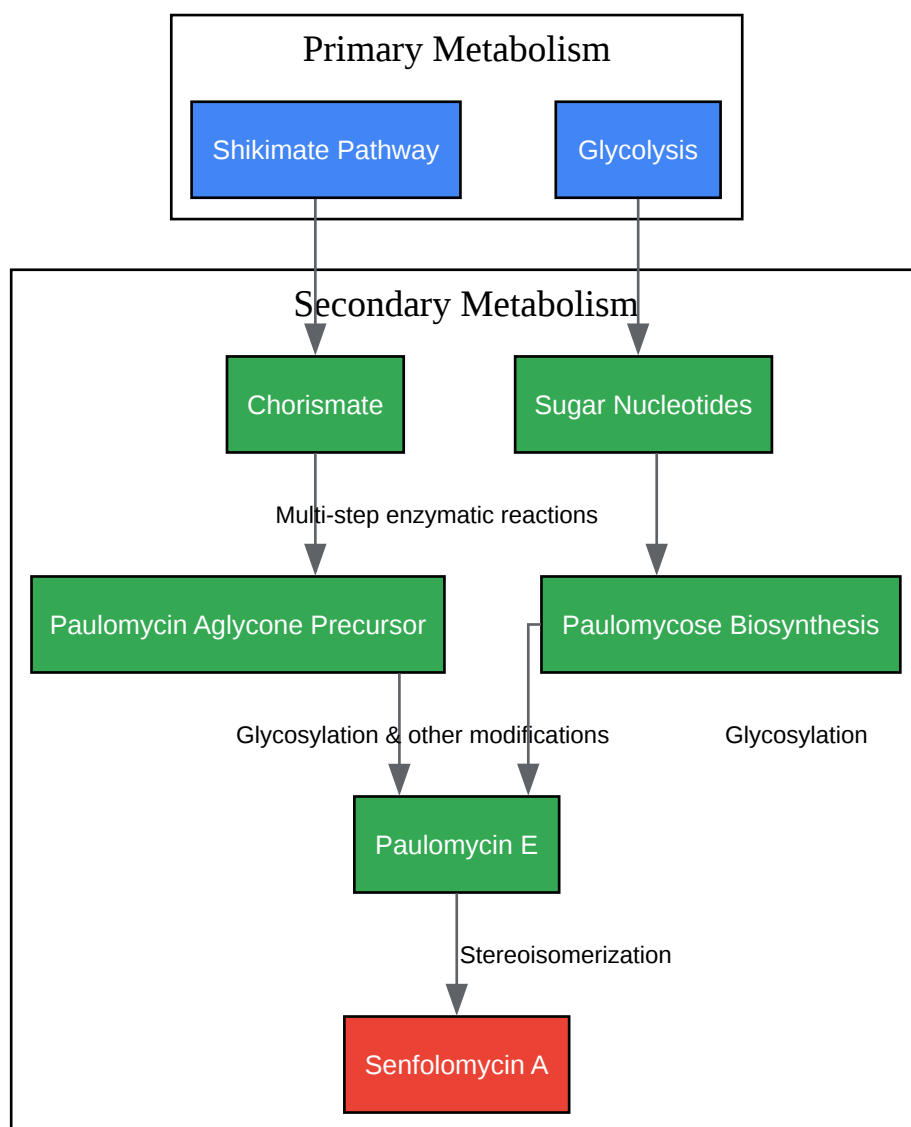 Primary Metabolism
Shikimate Pathway
Glycolysis
Secondary Metabolism
Chorismate
Sugar Nucleotides
Multi-step enzymatic reactions
Paulomycin Aglycone Precursor
Paulomycose Biosynthesis
Glycosylation & other modifications
Glycosylation
Paulomycin E
Stereoisomerization
Senfolomycin A